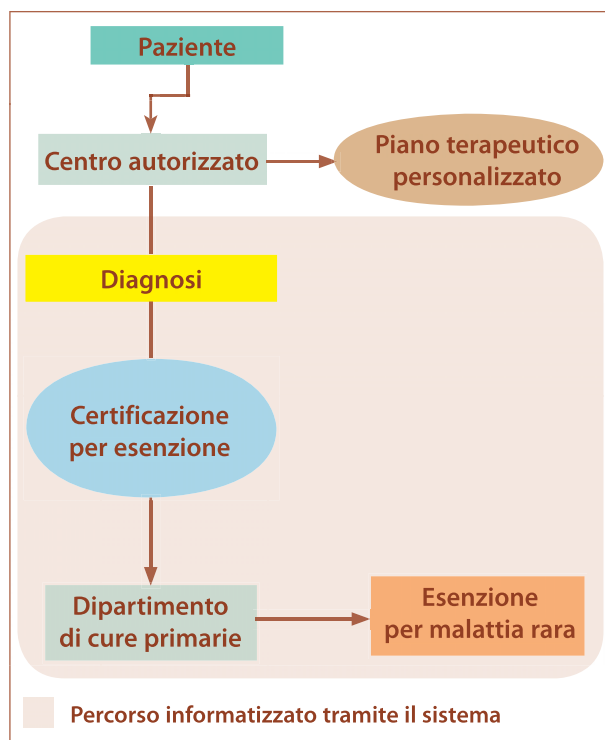 Paziente
Centro autorizzato
Piano terapeutico
personalizzato
Diagnosi
Certificazione
per esenzione
Dipartimento
di cure primarie
Esenzione
per malattia rara
Percorso informatizzato tramite il sistema